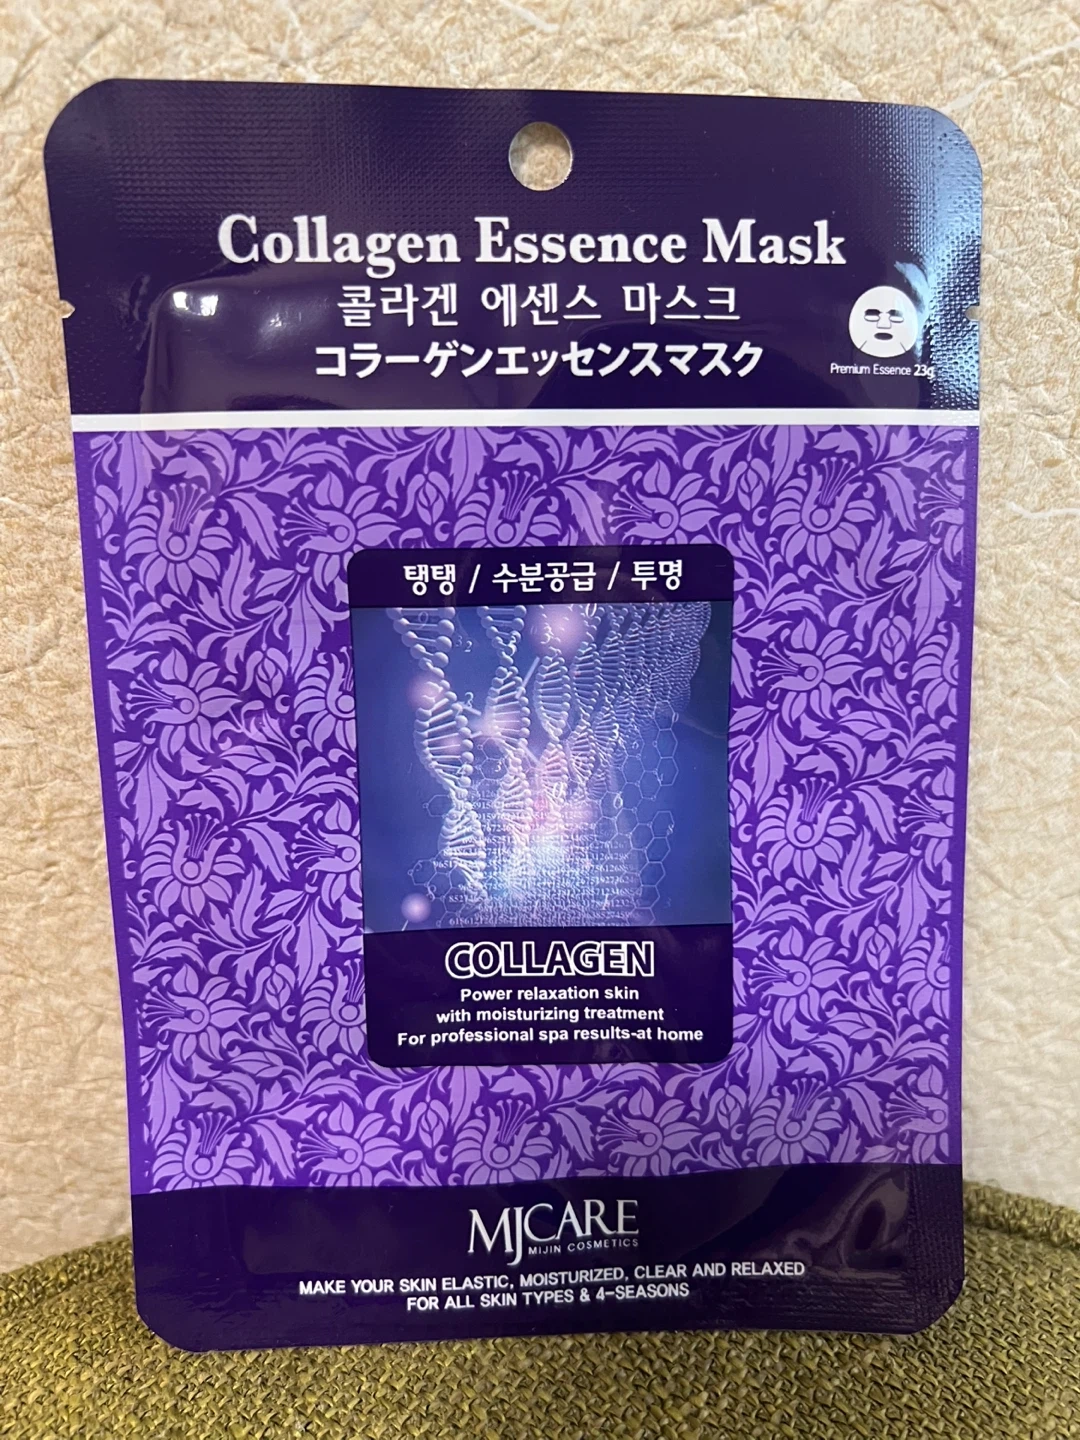 Collagen Essence Mask
콜라겐 에센스 마스크
コラーゲンエッセンスマスク
Premium Essence 23g
탱탱 / 수분공급 / 투명
COLLAGEN
Power relaxation skin
with moisturizing treatment
For professional spa results-at home
MJCARE
MIJIN COSMETICS
MAKE YOUR SKIN ELASTIC, MOISTURIZED, CLEAR AND RELAXED
FOR ALL SKIN TYPES & 4-SEASONS